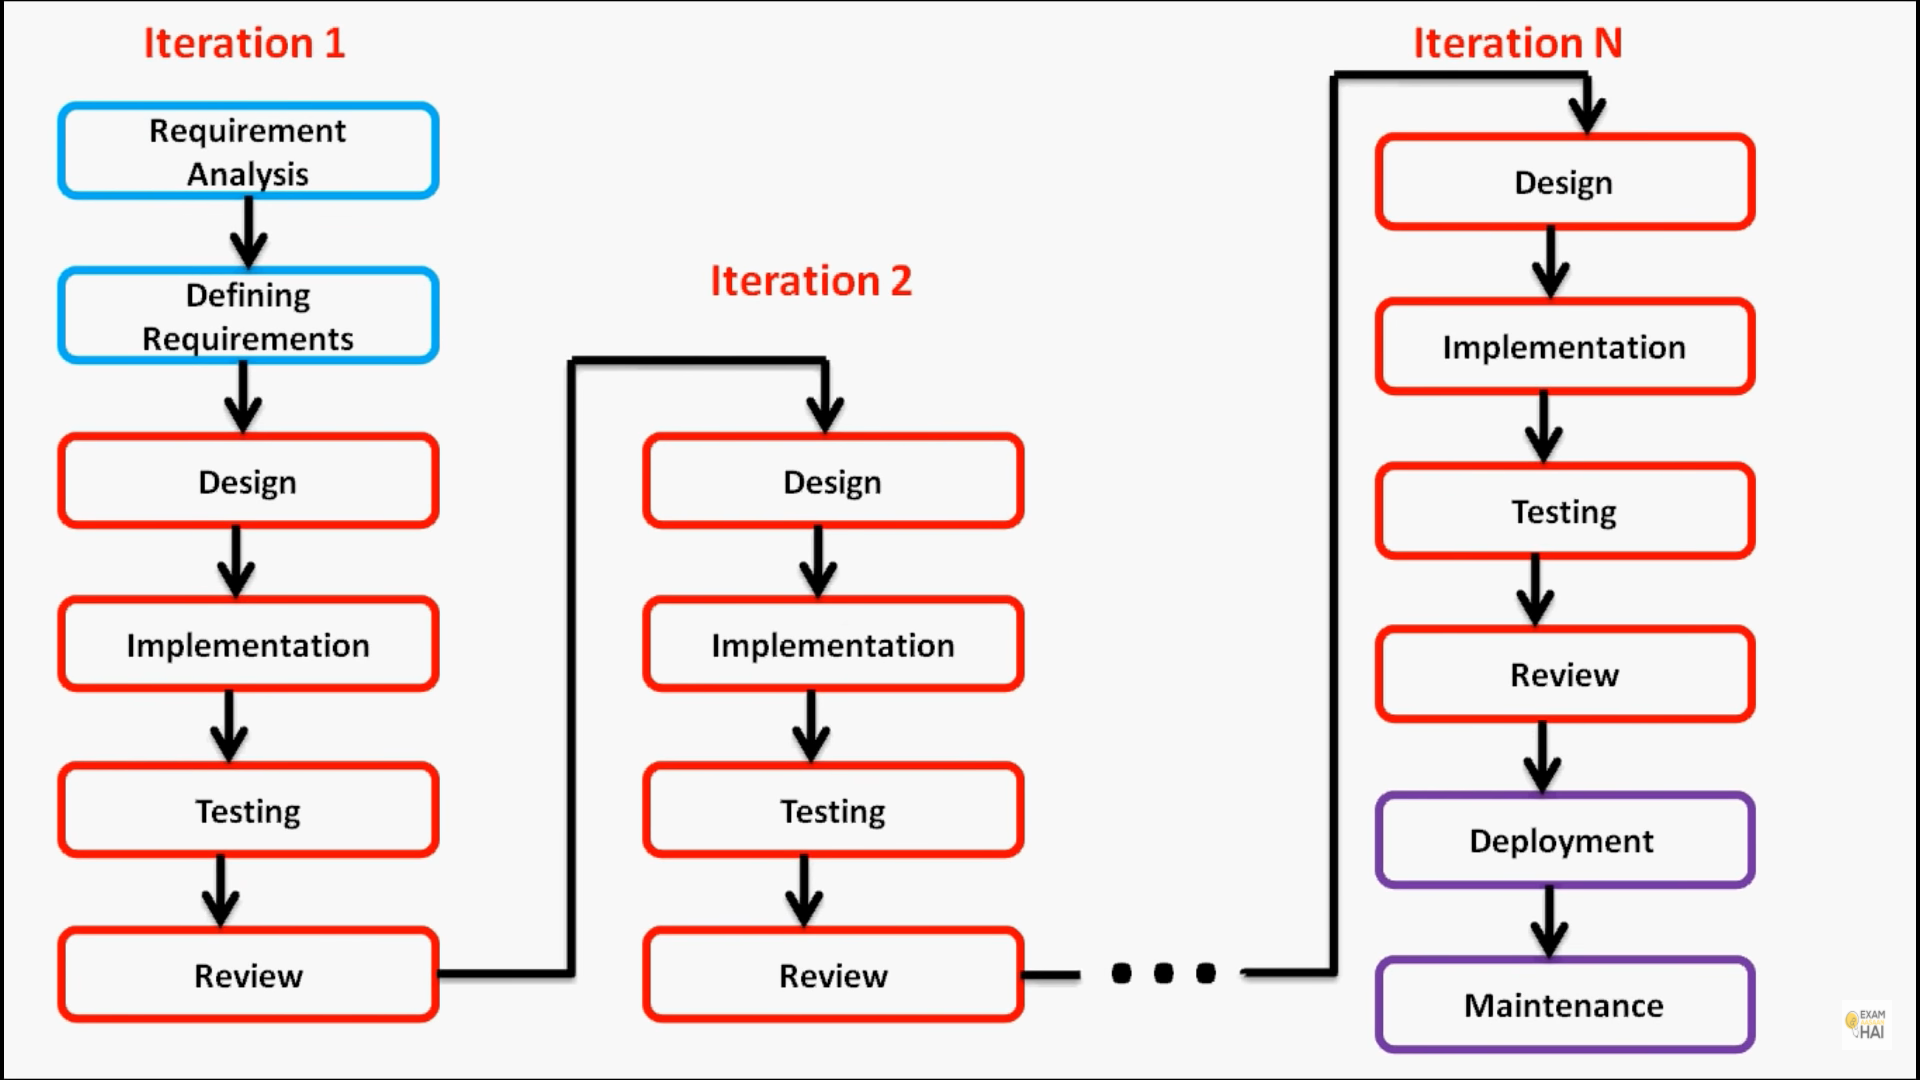 Iteration 1
Requirement
Analysis
Defining
Requirements
Design
Implementation
Testing
Review
Iteration 2
Design
Implementation
Testing
Review
Iteration N
Design
Implementation
Testing
Review
Deployment
Maintenance
EXAM
HAI